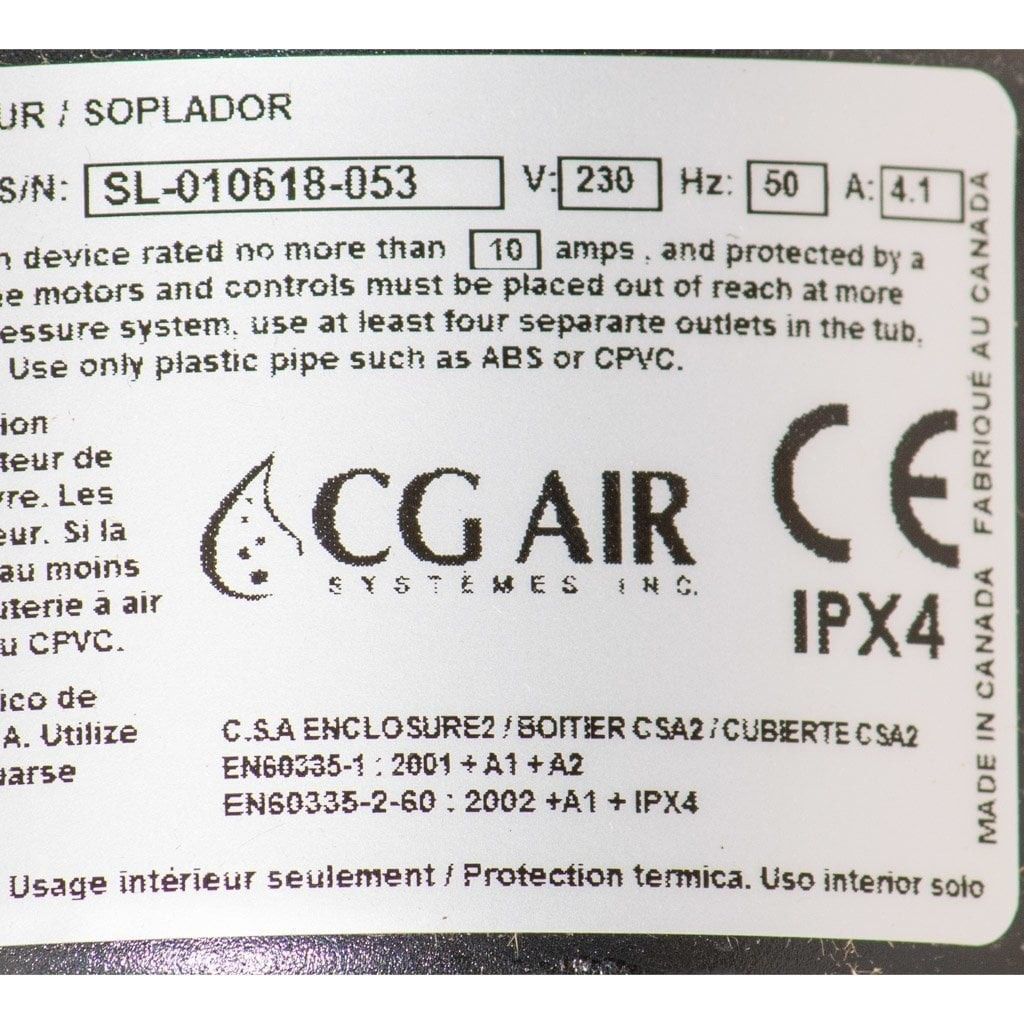 UR / SOPLADOR
S/N: SL-010618-053 V: 230 Hz: 50 A: 4.1
n device rated no more than 10 amps , and protected by a
e motors and controls must be placed out of reach at more
essure system, use at least four separarte outlets in the tub,
Use only plastic pipe such as ABS or CPVC.
ion
teur de
vre. Les
eur. Si la
au moins
uterie à air
u CPVC.
CG AIR
SYSTÈMES INC.
CE
IPX4
MADE IN CANADA FABRIQUÉ AU CANADA
ico de
A. Utilize
arse
C.S.A ENCLOSURE2 / BOITIER CSA2 / CUBIERTE CSA2
EN60335-1 : 2001 + A1 + A2
EN60335-2-60 : 2002 +A1 + IPX4
Usage intérieur seulement / Protection termica. Uso interior solo